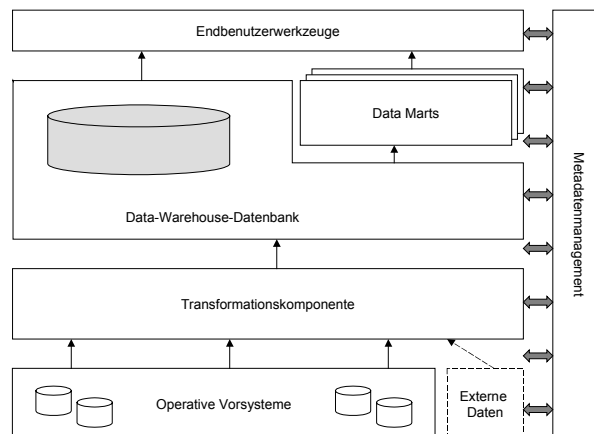 Endbenutzerwerkzeuge
Data Marts
Data-Warehouse-Datenbank
Transformationskomponente
Operative Vorsysteme
Externe
Daten
Metadatenmanagement